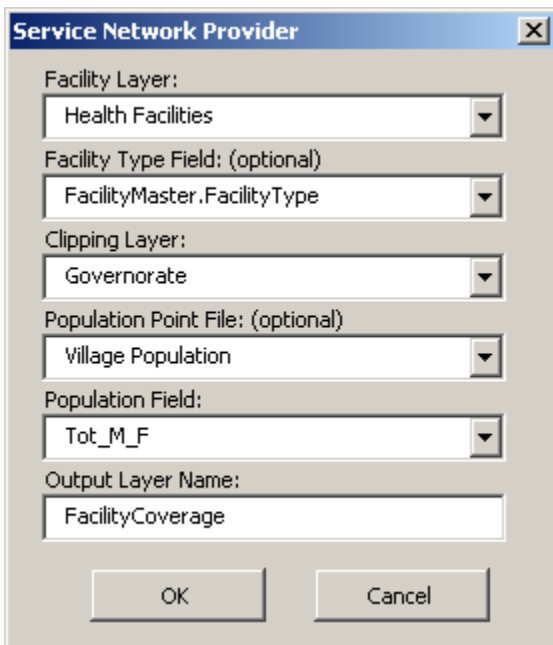 Service Network Provider
Facility Layer:
Health Facilities
Facility Type Field: (optional)
FacilityMaster.FacilityType
Clipping Layer:
Governorate
Population Point File: (optional)
Village Population
Population Field:
Tot_M_F
Output Layer Name:
FacilityCoverage
OK Cancel